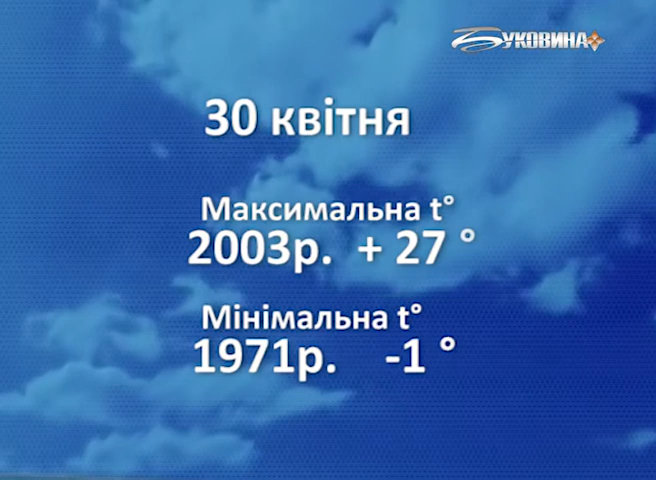 БУКОВИНА
30 квітня
Максимальна t°
2003р. + 27 °
Мінімальна t°
1971р. -1 °